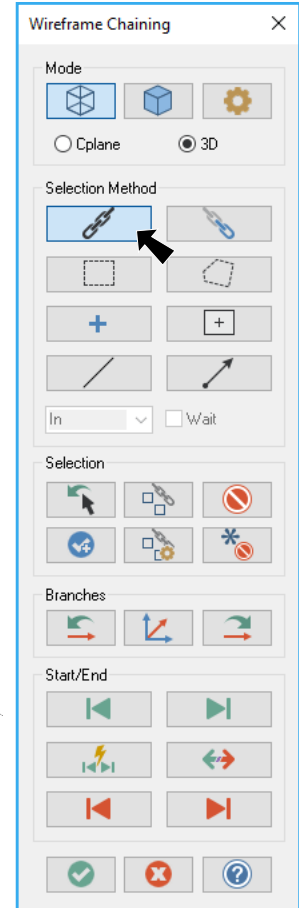 Wireframe Chaining
Mode
Cplane 3D
Selection Method
In Wait
Selection
Branches
Start/End